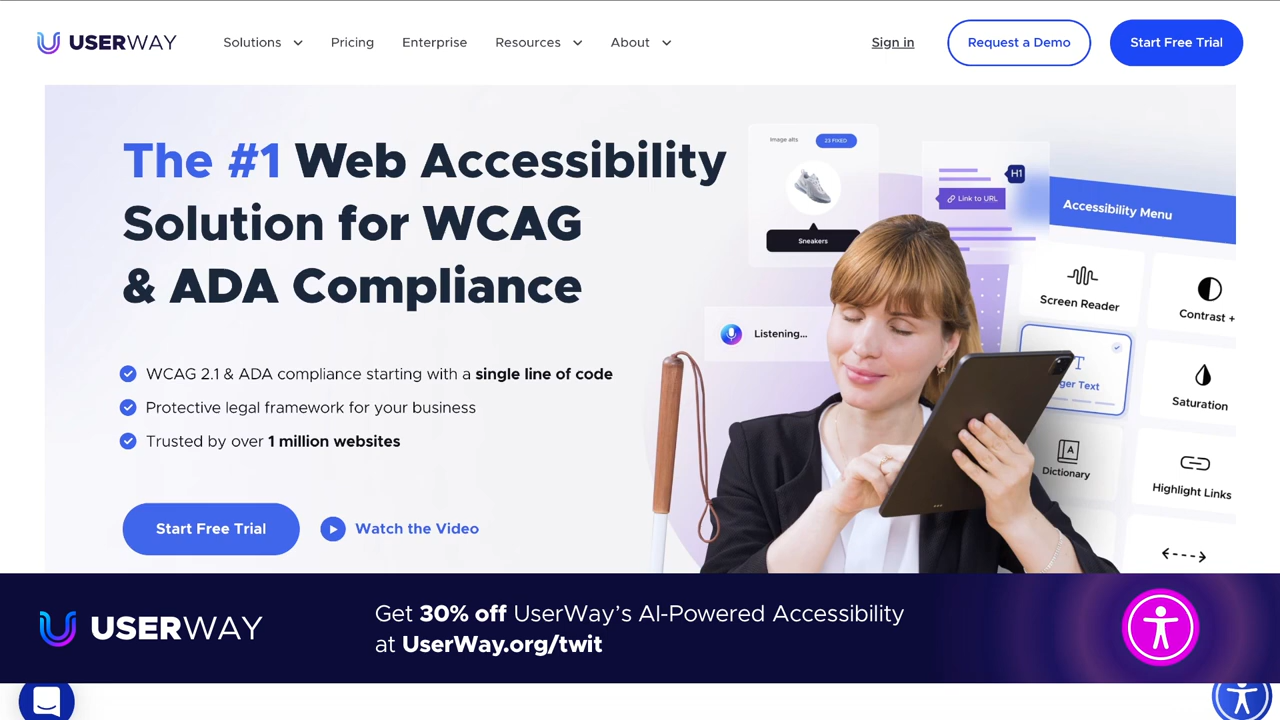 USERWAY
Solutions
Pricing
Enterprise
Resources
About
Sign in
Request a Demo
Start Free Trial
The #1 Web Accessibility
Solution for WCAG
& ADA Compliance
WCAG 2.1 & ADA compliance starting with a single line of code
Protective legal framework for your business
Trusted by over 1 million websites
Start Free Trial
Watch the Video
Image alts
23 FIXED
Sneakers
H1
Link to URL
Listening...
Accessibility Menu
Screen Reader
Contrast +
T
ger Text
Saturation
A
Dictionary
Highlight Links
USERWAY
Get 30% off UserWay's AI-Powered Accessibility
at UserWay.org/twit